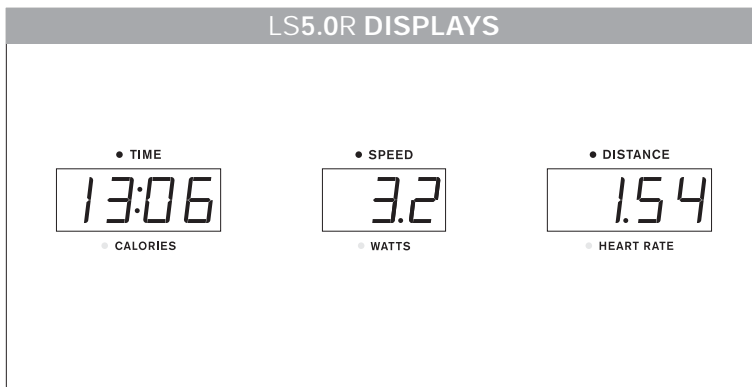 LS5.0R DISPLAYS
● TIME ● SPEED ● DISTANCE
13:06 3.2 1.54
● CALORIES ● WATTS ● HEART RATE